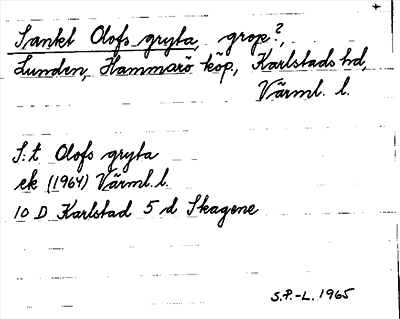 Sankt Olofs gryta, grop?,
Lunden, Hammarö köp., Karlstads hd,
Värml. l.
S:t Olofs gryta
ek (1964) Värml. l.
10 D Karlstad 5 d Skagene
S.P.-L. 1965